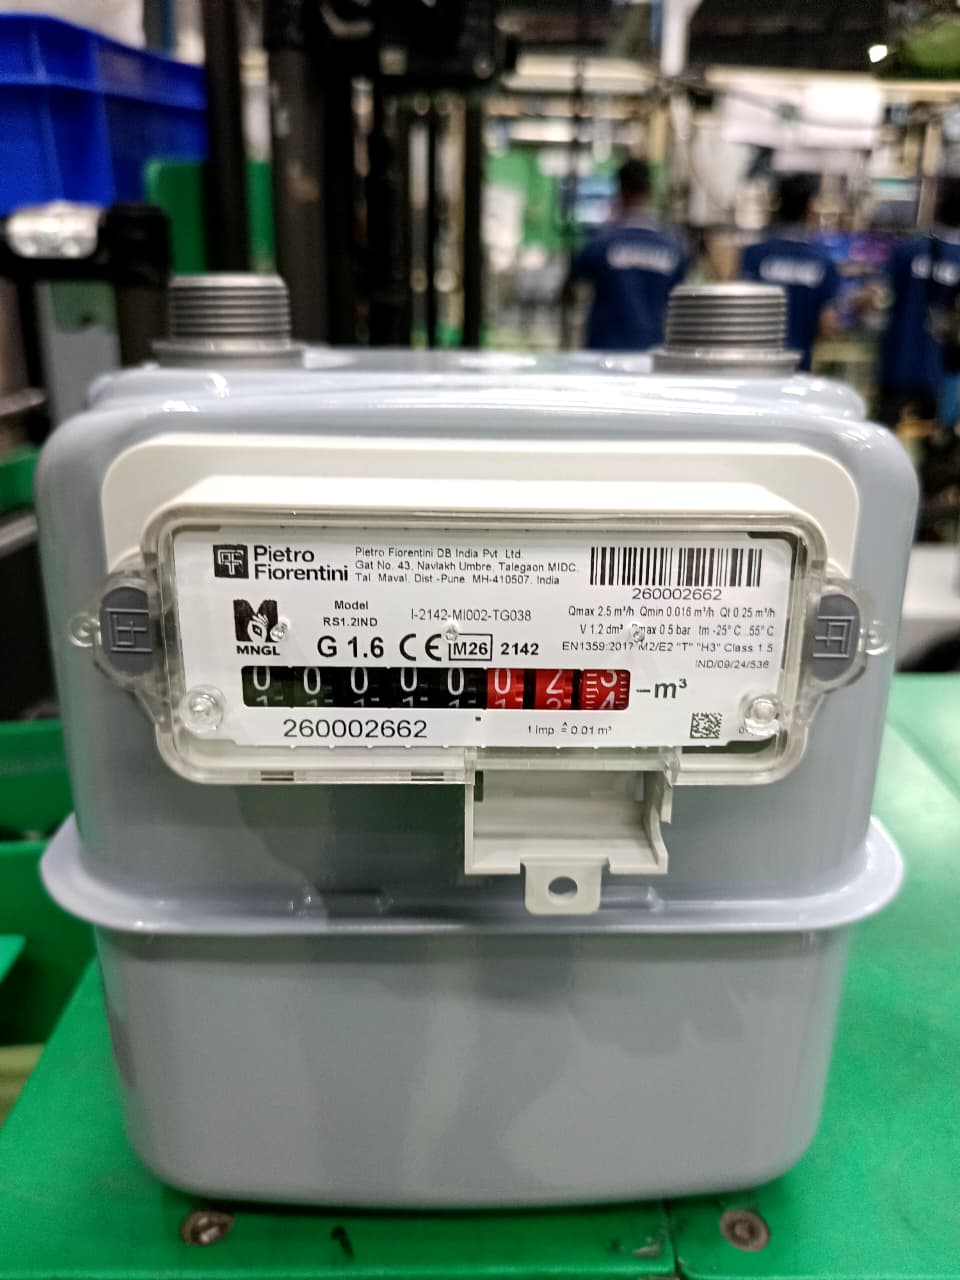 Pietro
Fiorentini
Pietro Fiorentini DB India Pvt. Ltd.
Gat No. 43, Navlakh Umbre, Talegaon MIDC.
Tal. Maval, Dist.-Pune. MH-410507. India
260002662
MNGL
Model
RS1.2IND
I-2142-MI002-TG038
G 1.6 CE M26 2142
Qmax 2.5 m³/h Qmin 0.016 m³/h Qt 0.25 m³/h
V 1.2 dm³ Pmax 0.5 bar tm -25°C...55°C
EN1359:2017 M2/E2 "T" "H3" Class 1.5
IND/09/24/536
0 0 0 0 0 0 2 3 m³
260002662
1 imp ≙ 0.01 m³